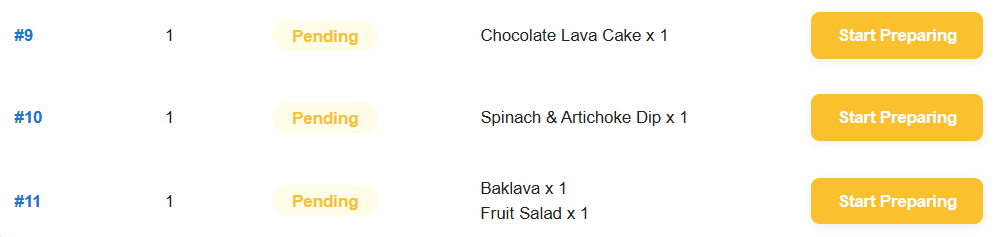 #9 1 Pending Chocolate Lava Cake x 1 Start Preparing
#10 1 Pending Spinach & Artichoke Dip x 1 Start Preparing
#11 1 Pending Baklava x 1 Start Preparing
Fruit Salad x 1